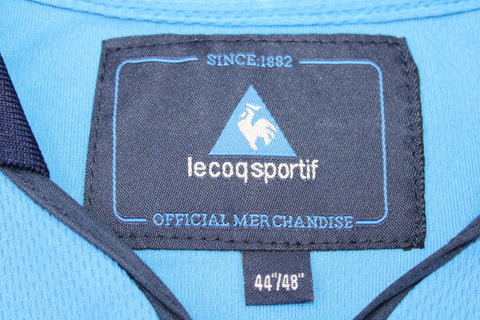 SINCE:1882
lecoqsportif
OFFICIAL MERCHANDISE
44"/48"